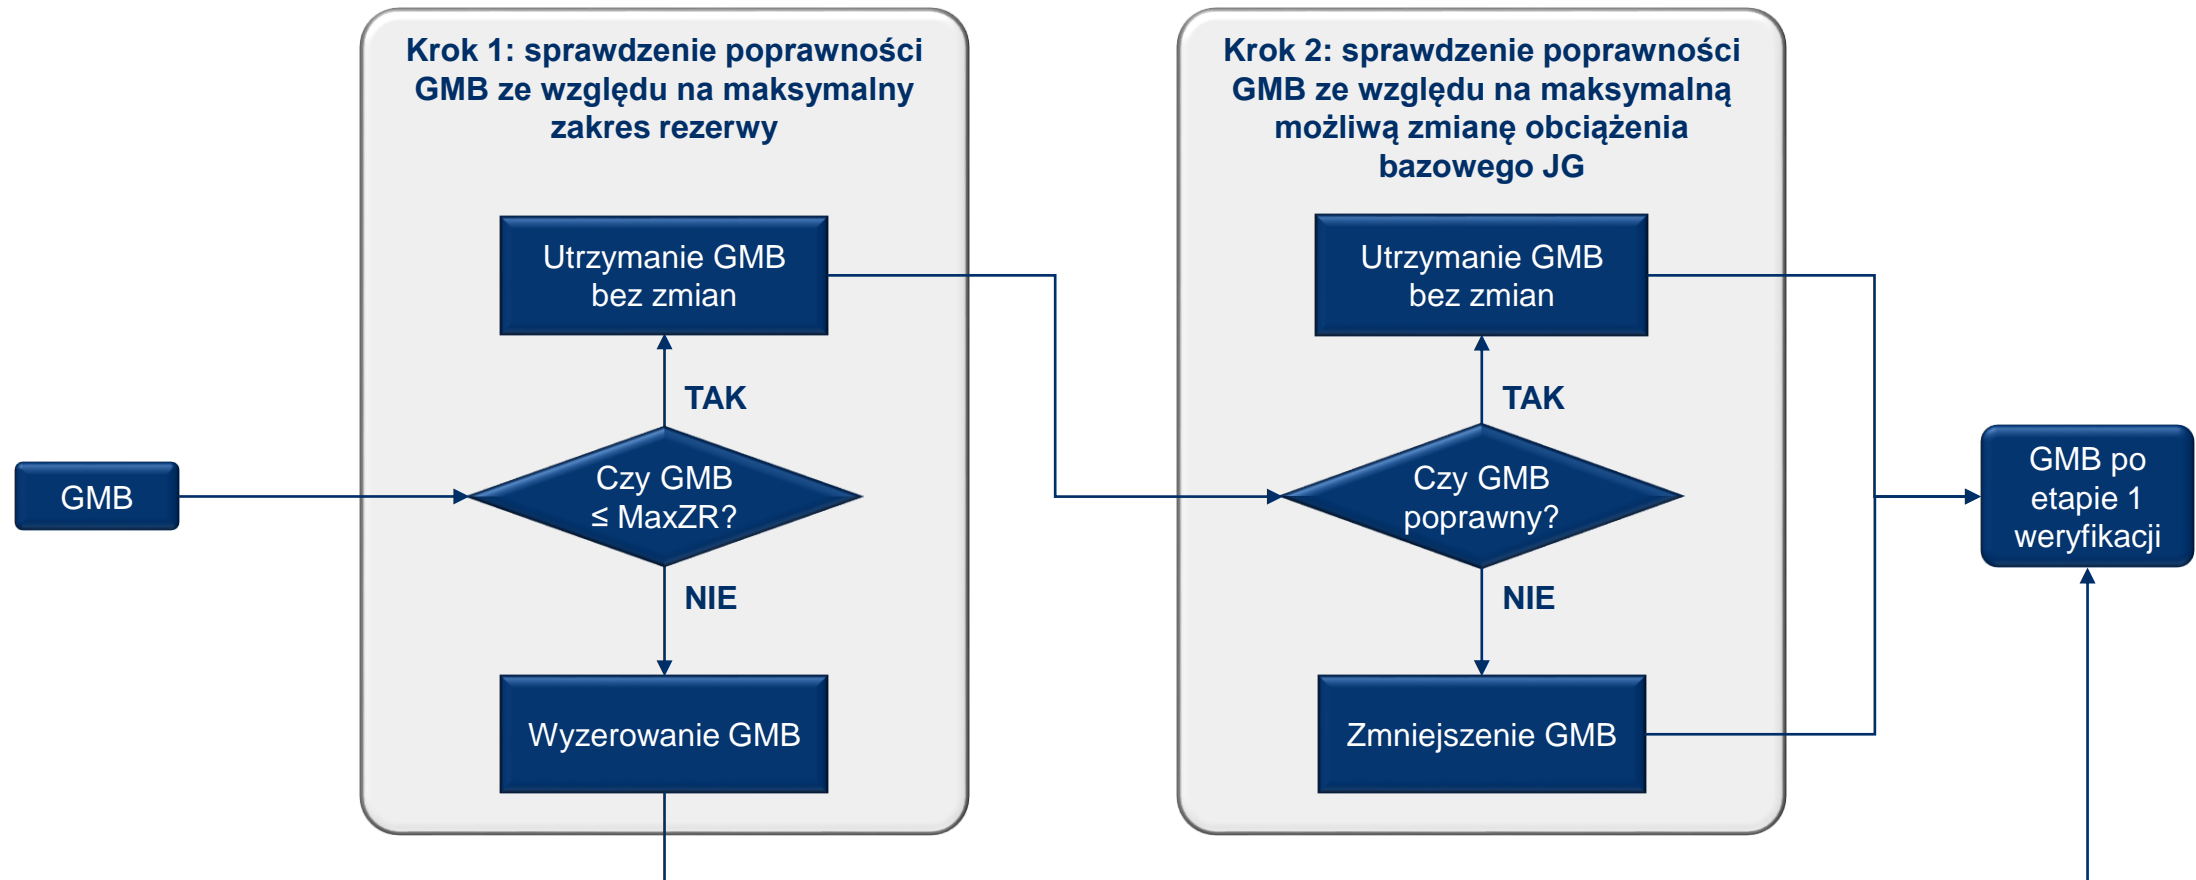 Krok 1: sprawdzenie poprawności
GMB ze względu na maksymalny
zakres rezerwy
Krok 2: sprawdzenie poprawności
GMB ze względu na maksymalną
możliwą zmianę obciążenia
bazowego JG
Utrzymanie GMB
bez zmian
Utrzymanie GMB
bez zmian
TAK
TAK
GMB
Czy GMB
≤ MaxZR?
Czy GMB
poprawny?
GMB po
etapie 1
weryfikacji
NIE
NIE
Wyzerowanie GMB
Zmniejszenie GMB